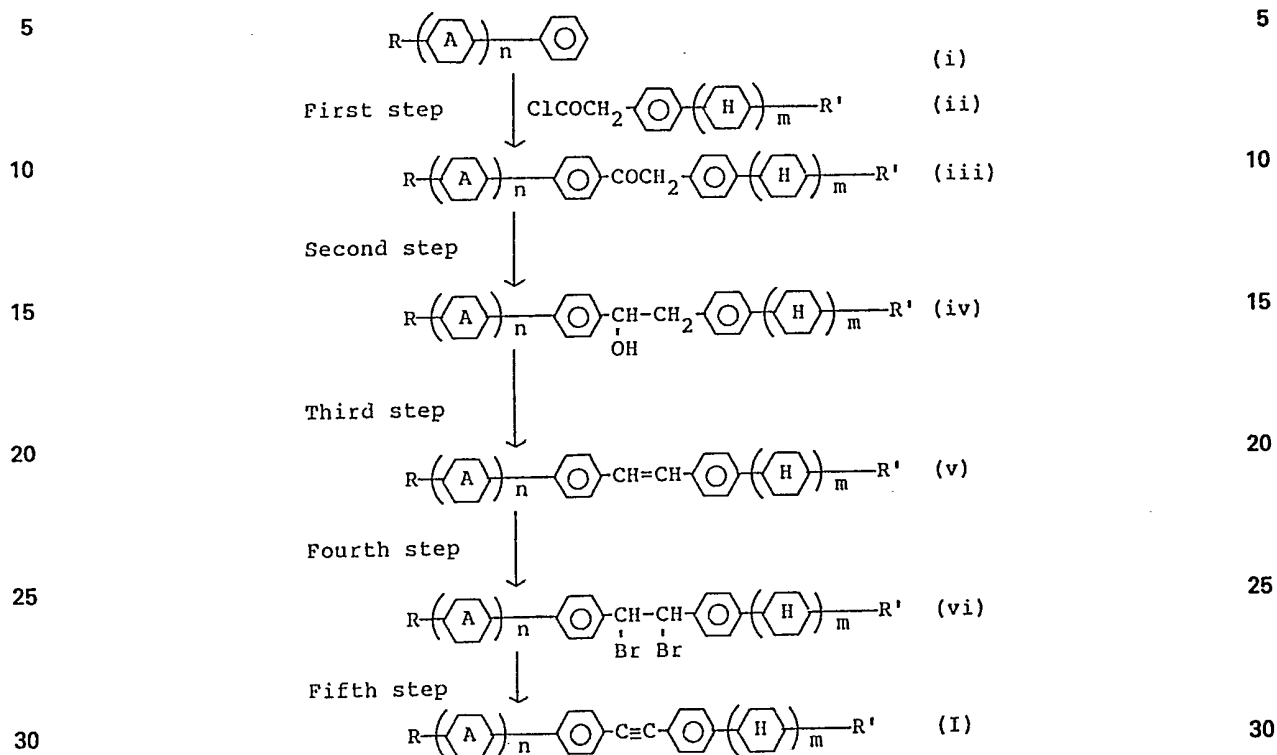 5 5
R-(A)n- (i)
First step ClCOCH2-(H)m-R' (ii)
10 R-(A)n-COCH2-(H)m-R' (iii) 10
Second step
15 R-(A)n-CH-CH2-(H)m-R' (iv) 15
OH
Third step
20 R-(A)n-CH=CH-(H)m-R' (v) 20
Fourth step
25 R-(A)n-CH-CH-(H)m-R' (vi) 25
Br Br
Fifth step
30 R-(A)n-C≡C-(H)m-R' (I) 30